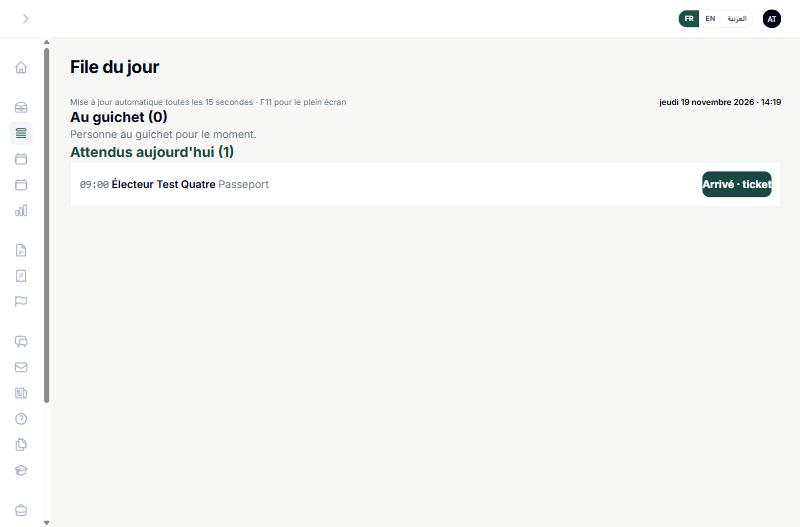 FR EN العربية AT
File du jour
Mise à jour automatique toutes les 15 secondes · F11 pour le plein écran
jeudi 19 novembre 2026 · 14:19
Au guichet (0)
Personne au guichet pour le moment.
Attendus aujourd'hui (1)
09:00 Électeur Test Quatre Passeport
Arrivé · ticket